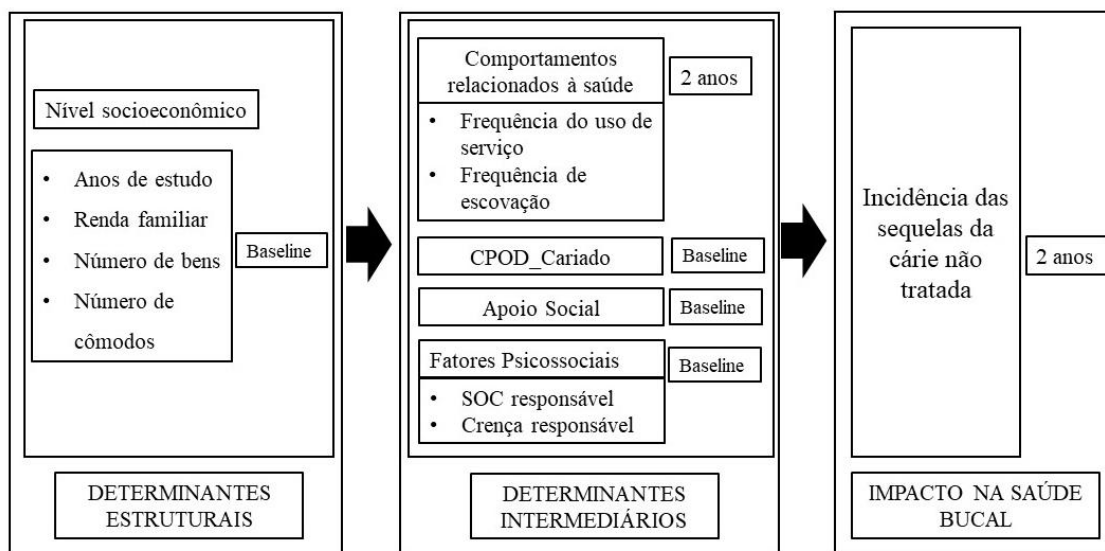 Nível socioeconômico
• Anos de estudo
• Renda familiar
• Número de bens
• Número de
cômodos
Baseline
DETERMINANTES
ESTRUTURAIS
Comportamentos
relacionados à saúde
2 anos
• Frequência do uso de
serviço
• Frequência de
escovação
CPOD_Cariado
Baseline
Apoio Social
Baseline
Fatores Psicossociais
Baseline
• SOC responsável
• Crença responsável
DETERMINANTES
INTERMEDIÁRIOS
Incidência das
sequelas da
cárie não
tratada
2 anos
IMPACTO NA SAÚDE
BUCAL